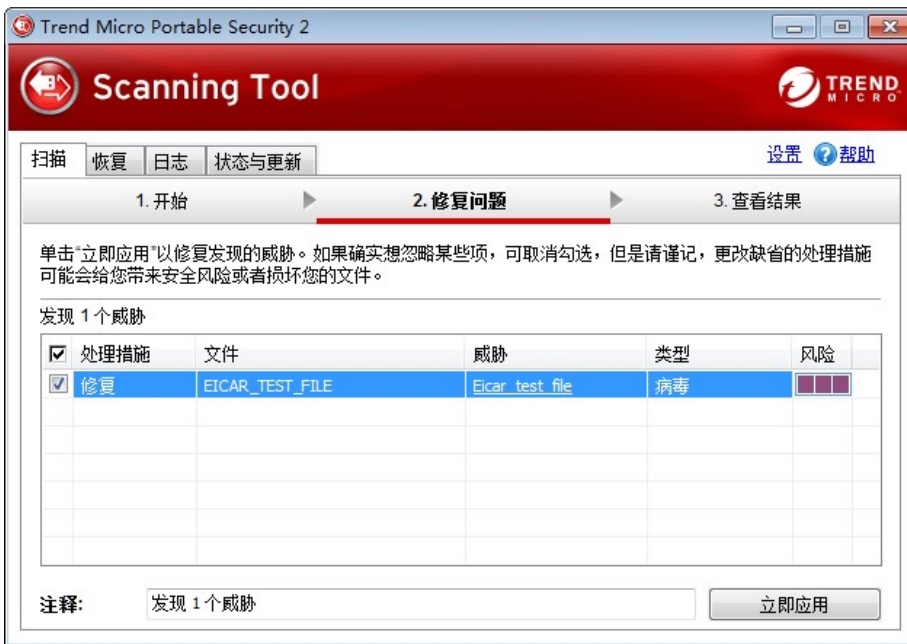 Trend Micro Portable Security 2
Scanning Tool
TREND
MICRO
扫描 恢复 日志 状态与更新 设置 帮助
1. 开始 2. 修复问题 3. 查看结果
单击“立即应用”以修复发现的威胁。如果确实想忽略某些项，可取消勾选，但是请谨记，更改缺省的处理措施
可能会给您带来安全风险或者损坏您的文件。
发现 1 个威胁
处理措施 文件 威胁 类型 风险
修复 EICAR_TEST_FILE Eicar_test_file 病毒
注释: 发现 1 个威胁 立即应用